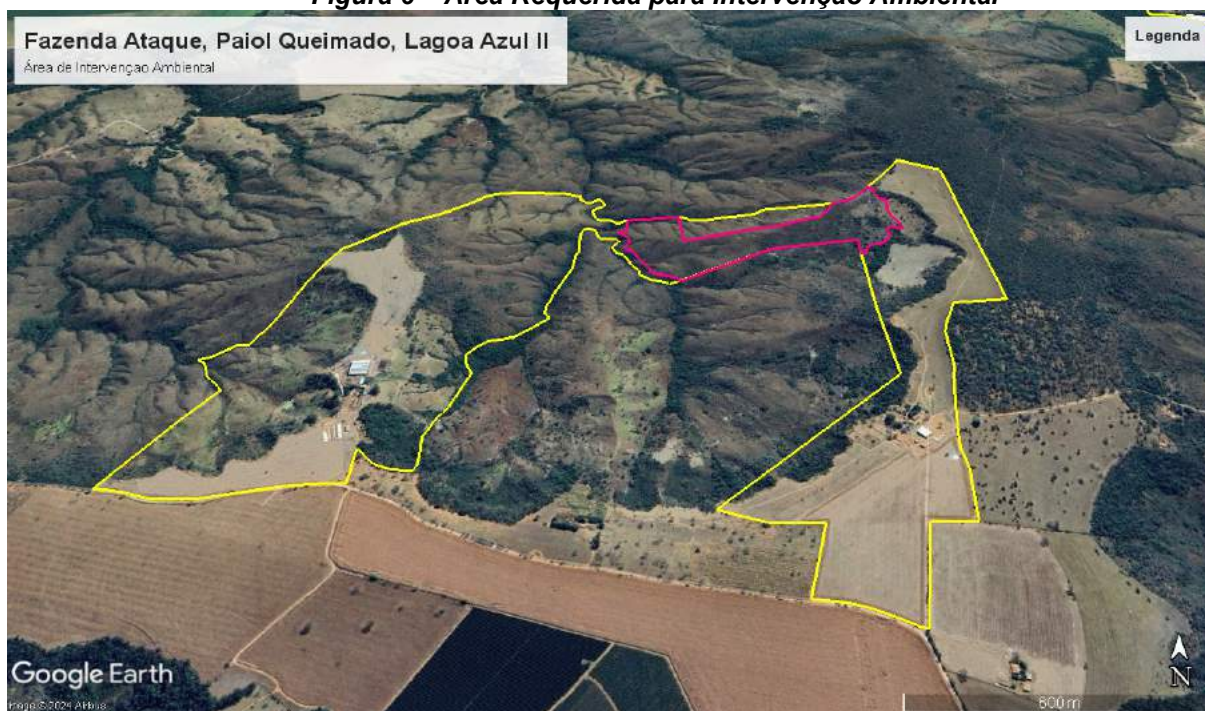 Fazenda Ataque, Paiol Queimado, Lagoa Azul II
Área de Intervenção Ambiental
Legenda
Google Earth
N
600 m